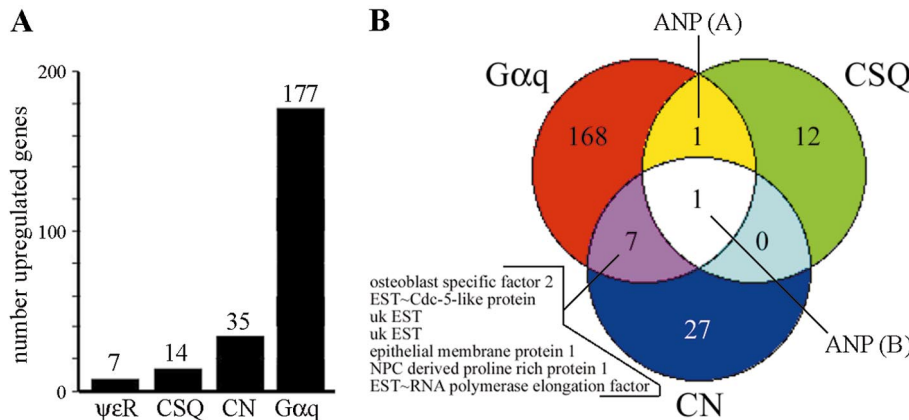 A
number upregulated genes
200
100
0
7
14
35
177
ψεR
CSQ
CN
Gαq
B
ANP (A)
Gαq
CSQ
168
1
12
1
7
0
27
osteoblast specific factor 2
EST~Cdc-5-like protein
uk EST
uk EST
epithelial membrane protein 1
NPC derived proline rich protein 1
EST~RNA polymerase elongation factor
ANP (B)
CN